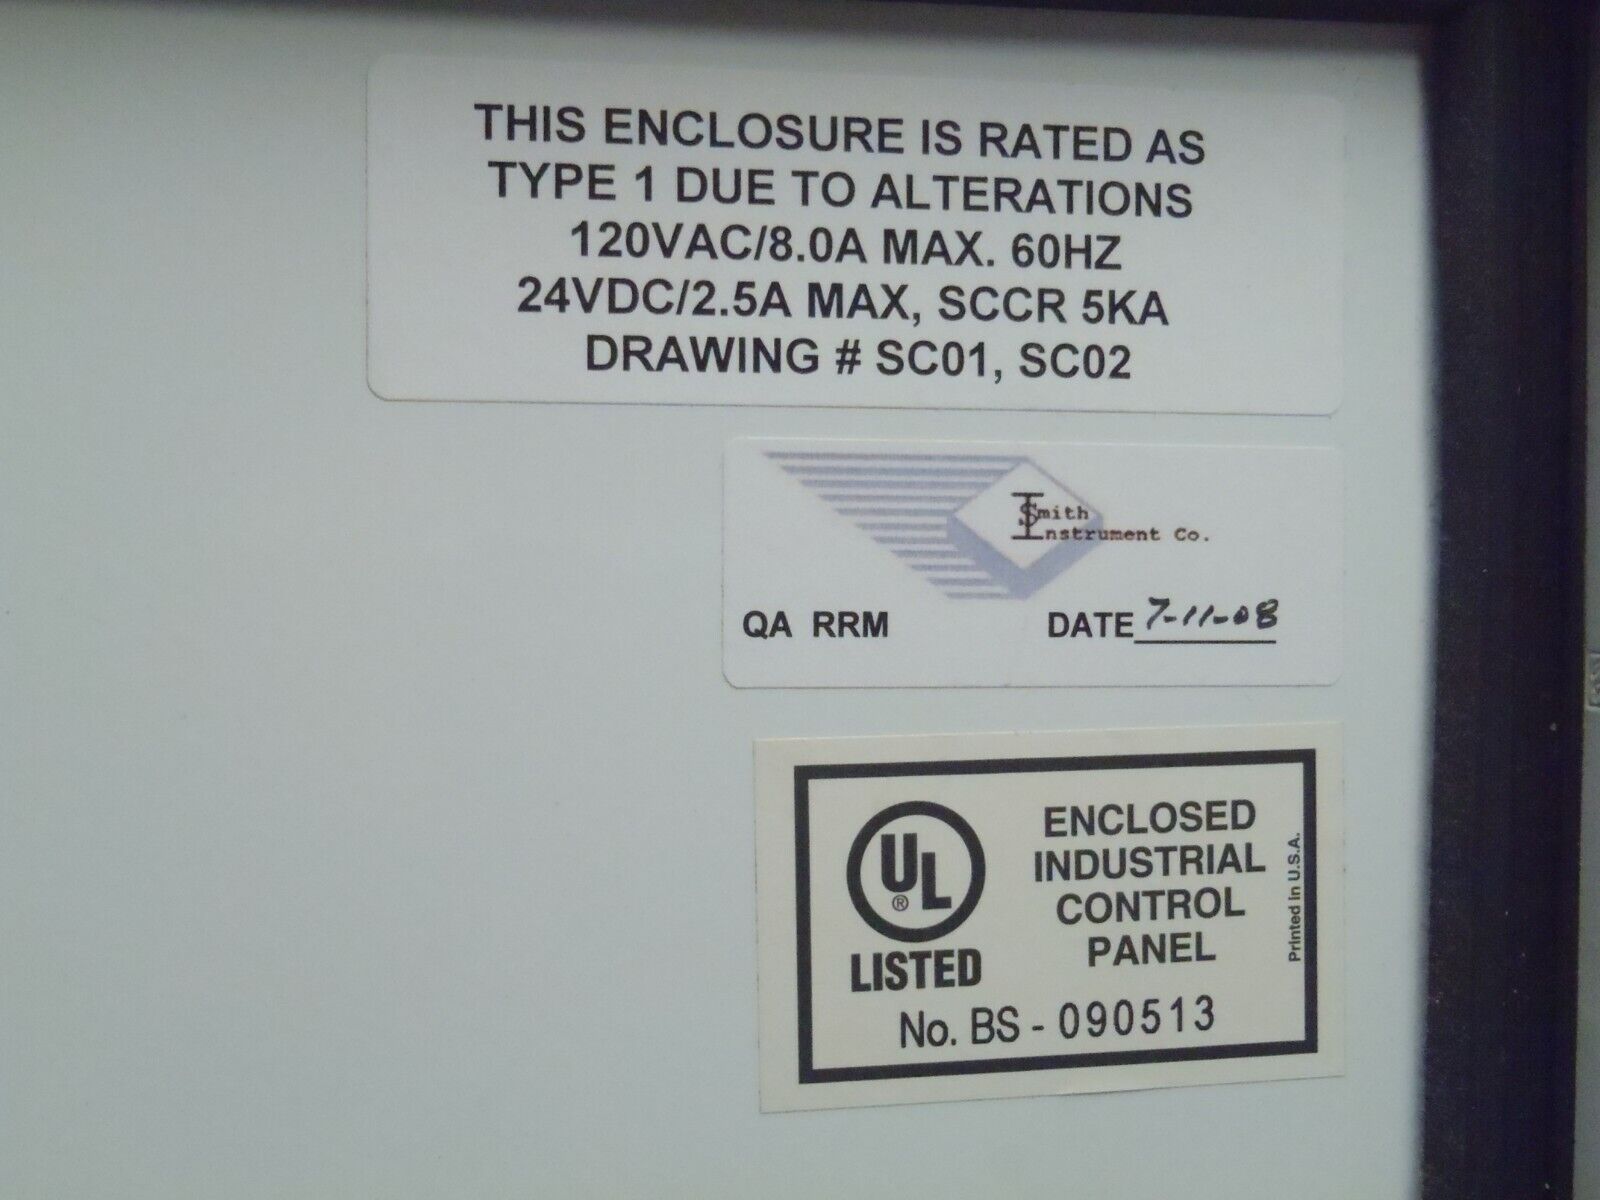 THIS ENCLOSURE IS RATED AS
TYPE 1 DUE TO ALTERATIONS
120VAC/8.0A MAX. 60HZ
24VDC/2.5A MAX, SCCR 5KA
DRAWING # SC01, SC02
Smith
Instrument Co.
QA RRM DATE 7-11-08
UL ®
LISTED
ENCLOSED
INDUSTRIAL
CONTROL
PANEL
No. BS - 090513
Printed in U.S.A.